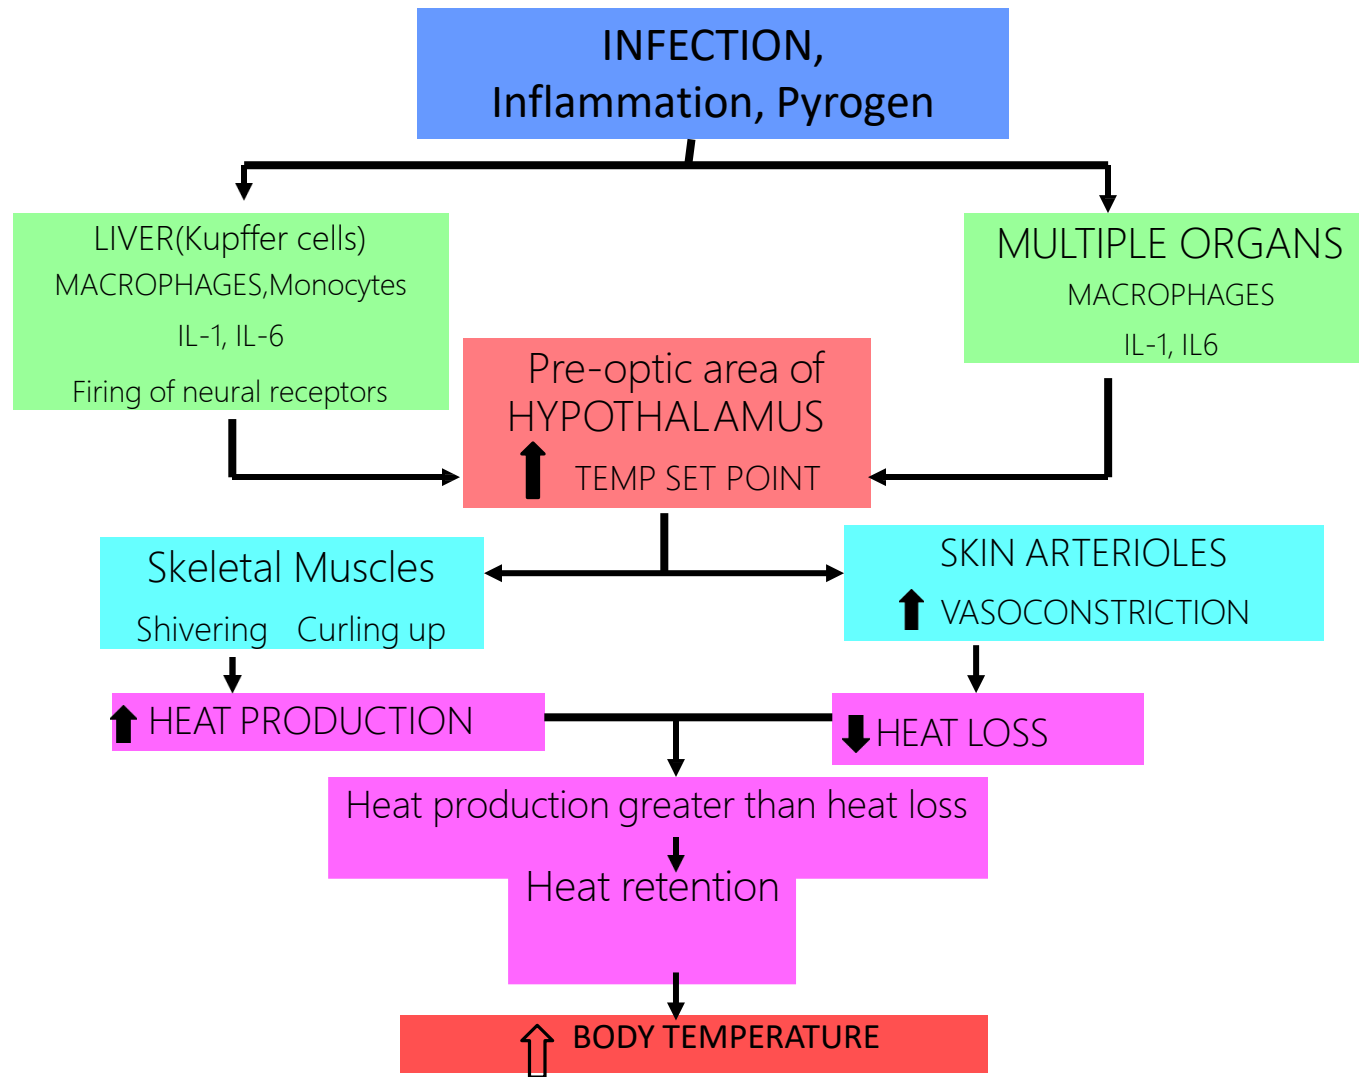 INFECTION,
Inflammation, Pyrogen
LIVER(Kupffer cells)
MACROPHAGES,Monocytes
IL-1, IL-6
Firing of neural receptors
MULTIPLE ORGANS
MACROPHAGES
IL-1, IL6
Pre-optic area of
HYPOTHALAMUS
TEMP SET POINT
Skeletal Muscles
Shivering Curling up
SKIN ARTERIOLES
VASOCONSTRICTION
HEAT PRODUCTION
HEAT LOSS
Heat production greater than heat loss
Heat retention
BODY TEMPERATURE